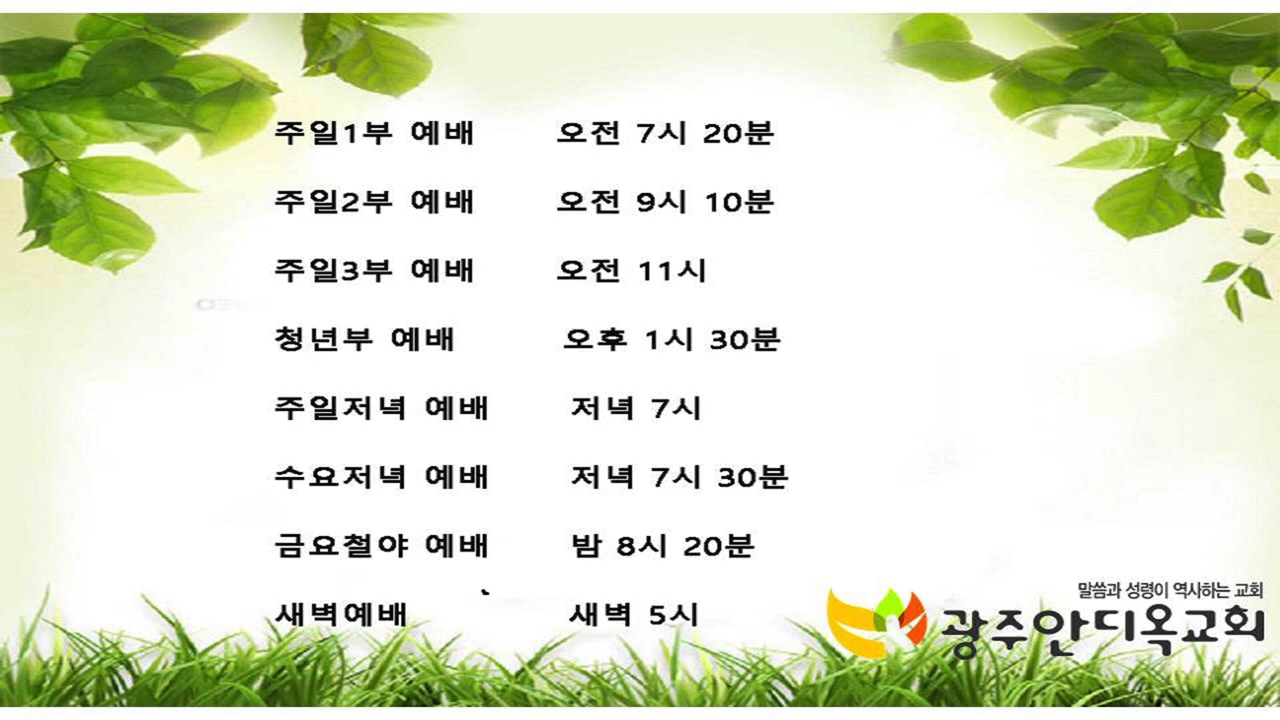 주일1부 예배 오전 7시 20분
주일2부 예배 오전 9시 10분
주일3부 예배 오전 11시
청년부 예배 오후 1시 30분
주일저녁 예배 저녁 7시
수요저녁 예배 저녁 7시 30분
금요철야 예배 밤 8시 20분
새벽예배 새벽 5시
말씀과 성령이 역사하는 교회
광주안디옥교회